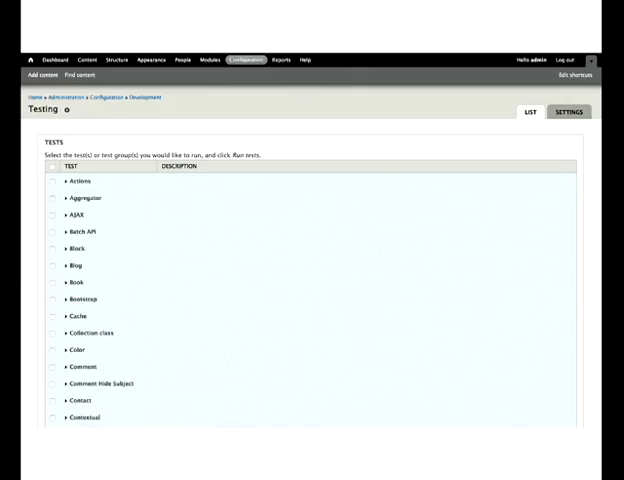 Dashboard Content Structure Appearance People Modules Configuration Reports Help Hello admin Log out
Add content Find content Edit shortcuts
Home » Administration » Configuration » Development
Testing
LIST SETTINGS
TESTS
Select the test(s) or test group(s) you would like to run, and click Run tests.
TEST DESCRIPTION
Actions
Aggregator
AJAX
Batch API
Block
Blog
Book
Bootstrap
Cache
Collection class
Color
Comment
Comment Hide Subject
Contact
Contextual